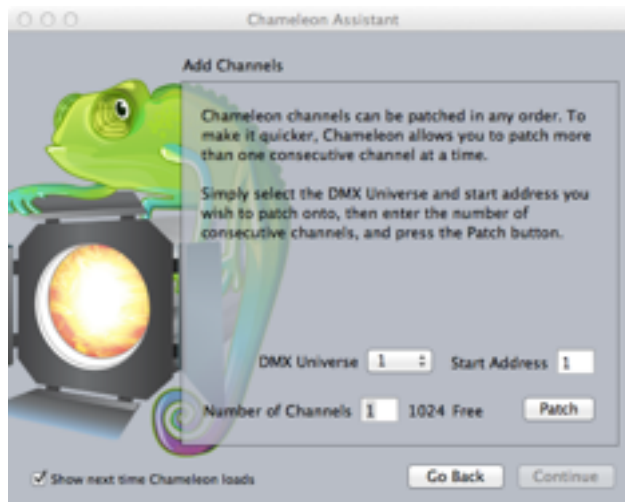 Chameleon Assistant
Add Channels
Chameleon channels can be patched in any order. To
make it quicker, Chameleon allows you to patch more
than one consecutive channel at a time.
Simply select the DMX Universe and start address you
wish to patch onto, then enter the number of
consecutive channels, and press the Patch button.
DMX Universe 1 Start Address 1
Number of Channels 1 1024 Free Patch
Show next time Chameleon loads Go Back Continue